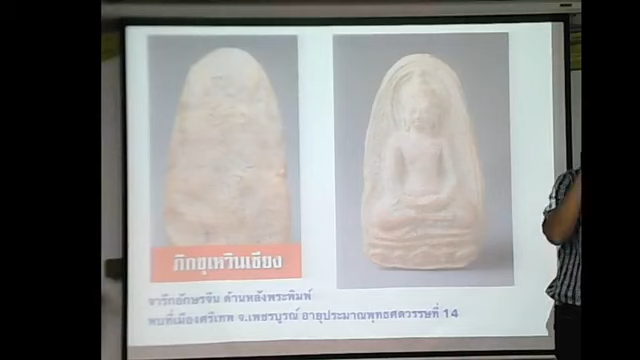 ภิกขุเหวินเชียง
จารึกอักษรจีน ด้านหลังพระพิมพ์
พบที่เมืองศรีเทพ จ.เพชรบูรณ์ อายุประมาณพุทธศตวรรษที่ 14